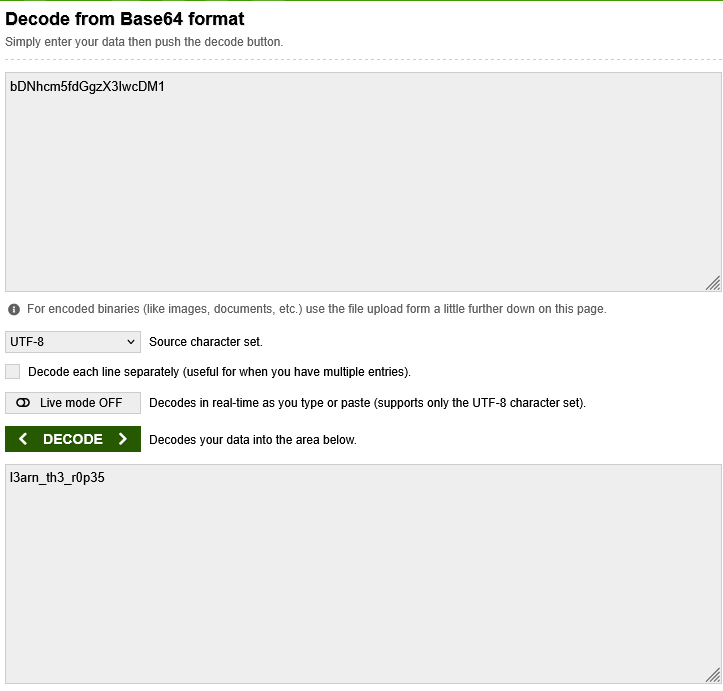 Decode from Base64 format
Simply enter your data then push the decode button.
bDNhcm5fdGgzX3IwcDM1
For encoded binaries (like images, documents, etc.) use the file upload form a little further down on this page.
UTF-8 Source character set.
Decode each line separately (useful for when you have multiple entries).
Live mode OFF Decodes in real-time as you type or paste (supports only the UTF-8 character set).
DECODE Decodes your data into the area below.
l3arn_th3_r0p35